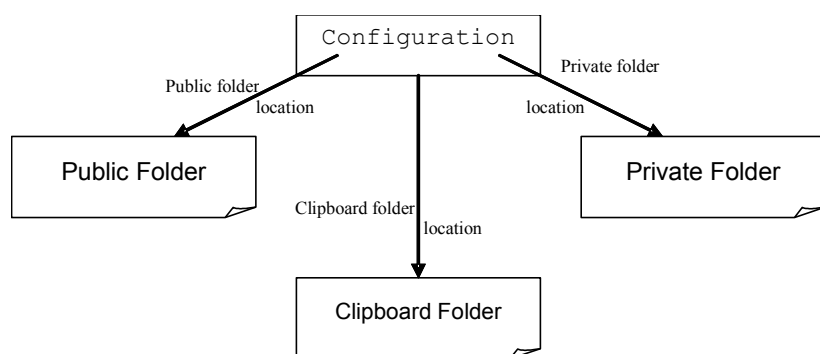 Configuration
Public folder
location
Private folder
location
Public Folder
Private Folder
Clipboard folder
location
Clipboard Folder